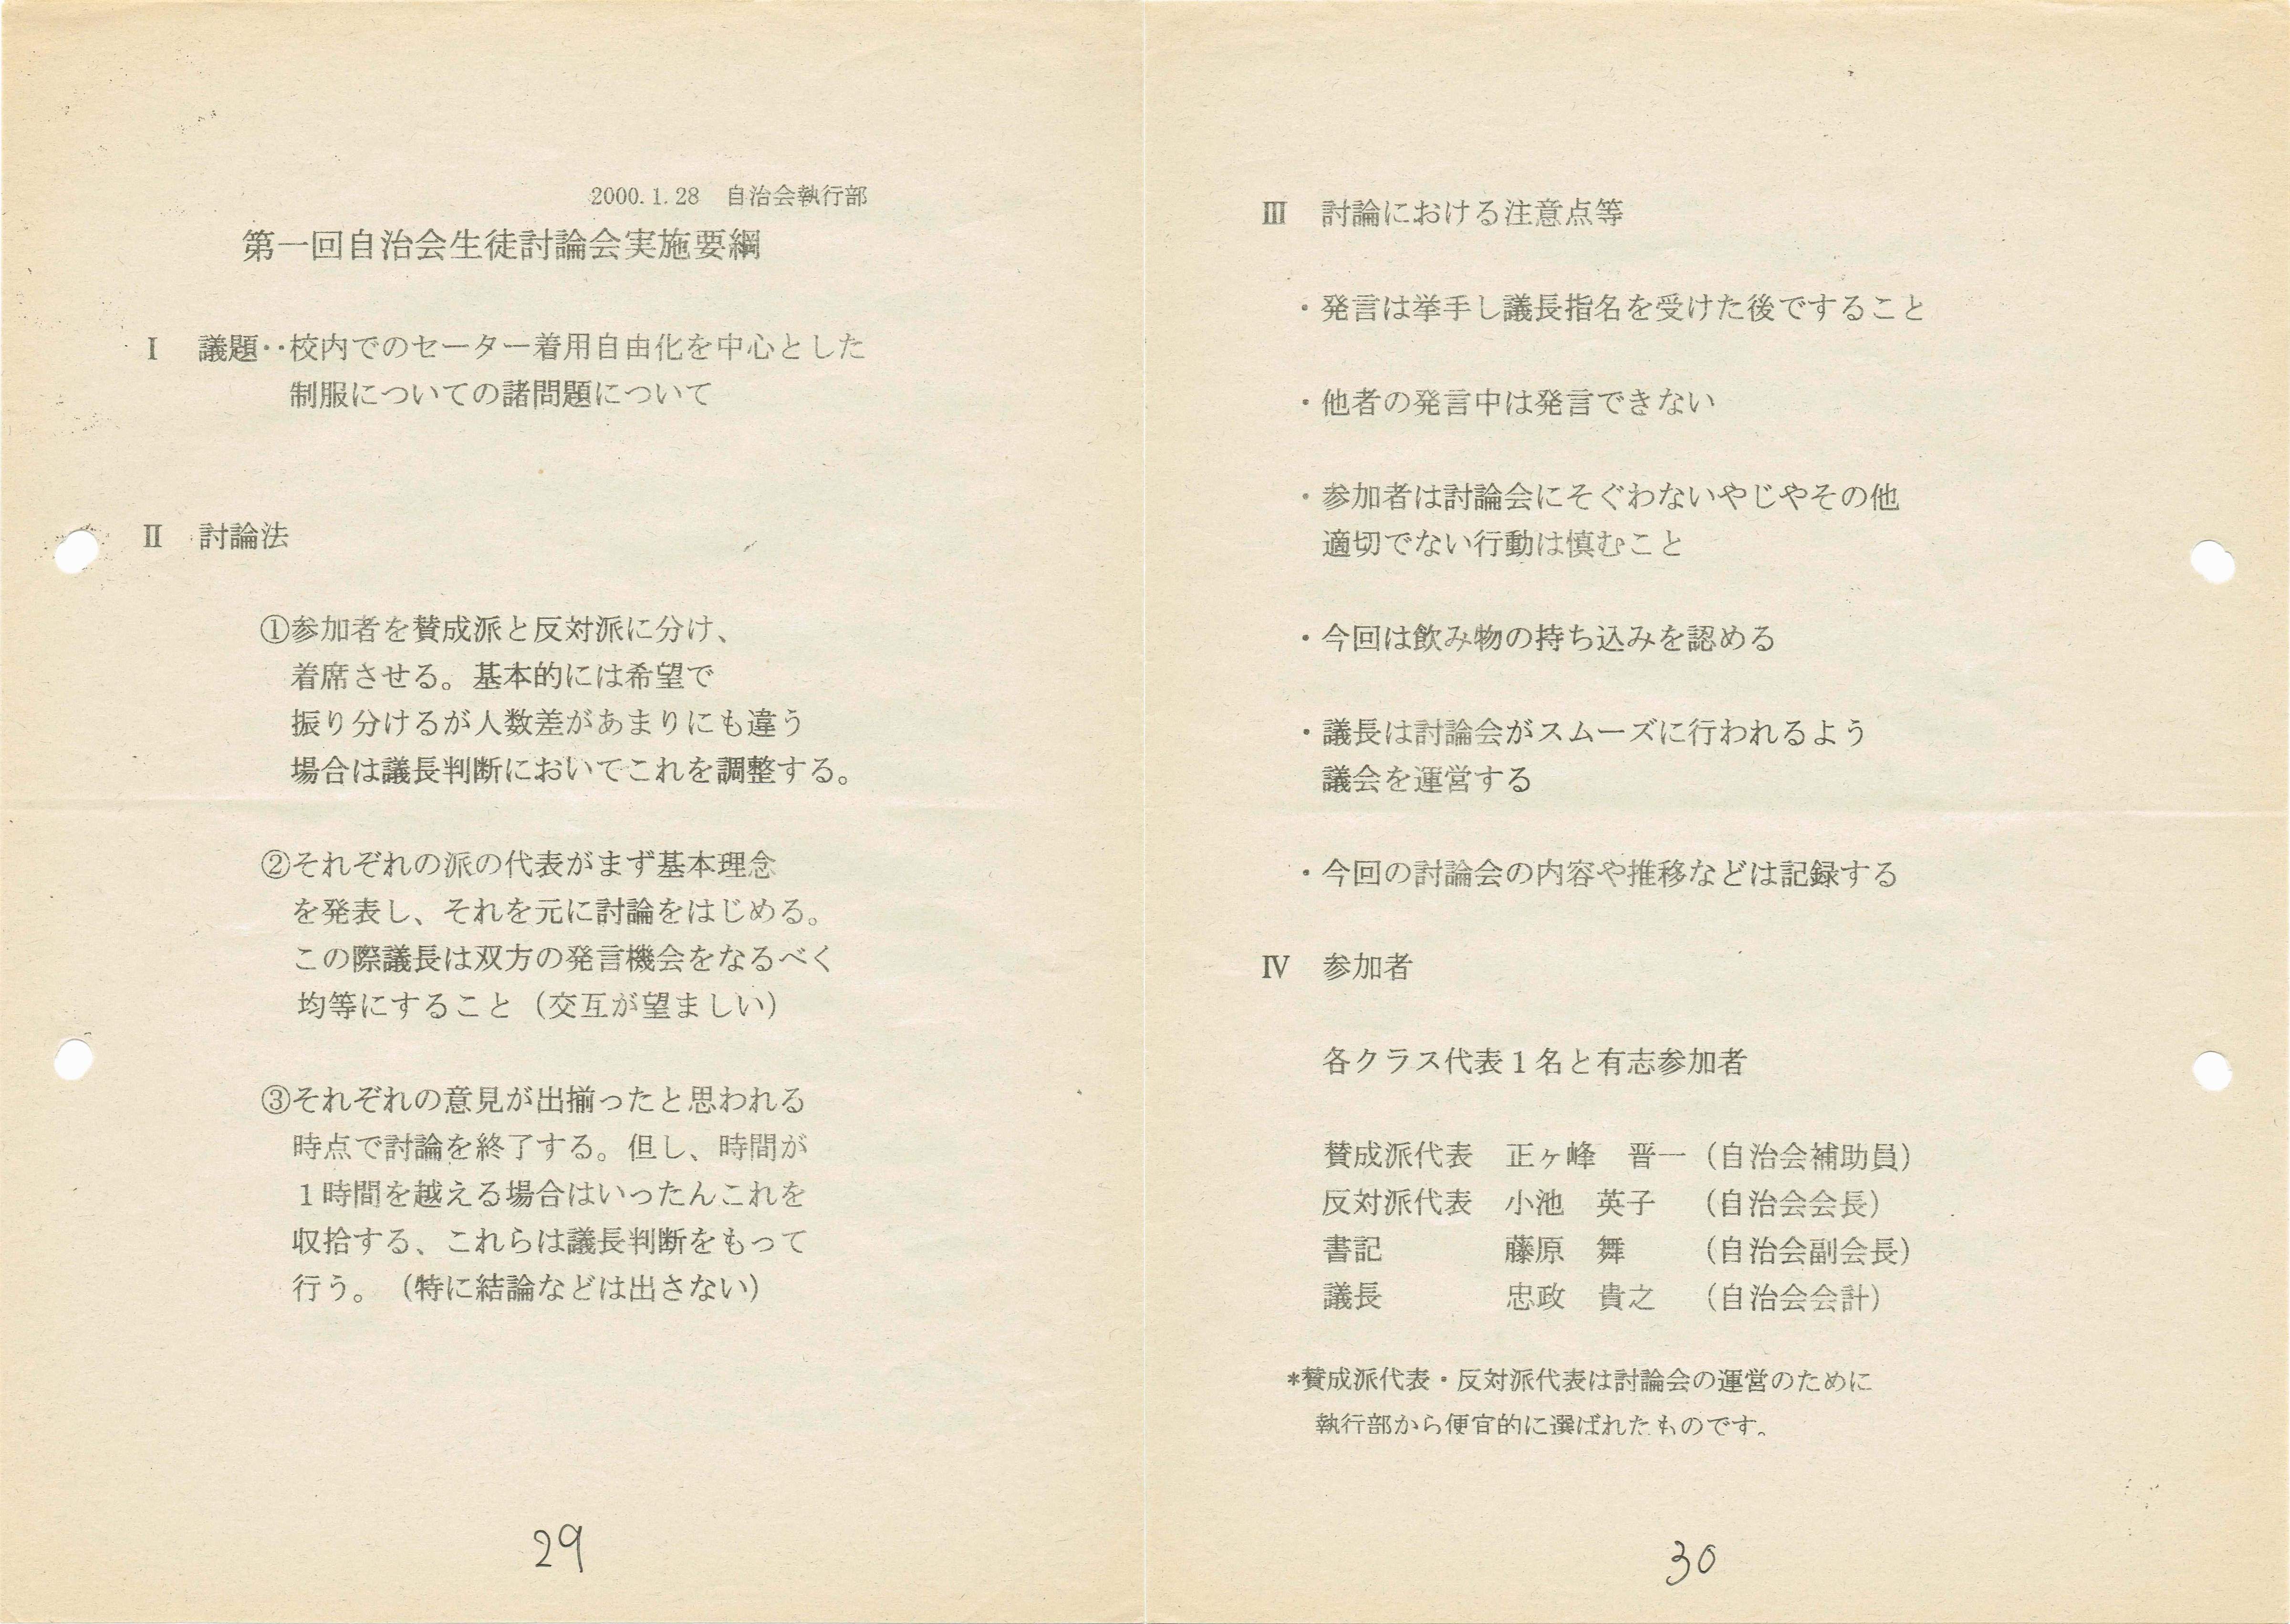 2000.1.28　自治会執行部
第一回自治会生徒討論会実施要綱
Ⅰ　議題‥校内でのセーター着用自由化を中心とした
制服についての諸問題について
Ⅱ　討論法
①参加者を賛成派と反対派に分け、
着席させる。基本的には希望で
振り分けるが人数差があまりにも違う
場合は議長判断においてこれを調整する。
②それぞれの派の代表がまず基本理念
を発表し、それを元に討論をはじめる。
この際議長は双方の発言機会をなるべく
均等にすること（交互が望ましい）
③それぞれの意見が出揃ったと思われる
時点で討論を終了する。但し、時間が
１時間を越える場合はいったんこれを
収拾する、これらは議長判断をもって
行う。（特に結論などは出さない）
29
Ⅲ　討論における注意点等
・発言は挙手し議長指名を受けた後ですること
・他者の発言中は発言できない
・参加者は討論会にそぐわないやじやその他
適切でない行動は慎むこと
・今回は飲み物の持ち込みを認める
・議長は討論会がスムーズに行われるよう
議会を運営する
・今回の討論会の内容や推移などは記録する
Ⅳ　参加者
各クラス代表１名と有志参加者
賛成派代表　正ヶ峰　晋一（自治会補助員）
反対派代表　小池　英子　（自治会会長）
書記　　　　藤原　舞　　（自治会副会長）
議長　　　　忠政　貴之　（自治会会計）
*賛成派代表・反対派代表は討論会の運営のために
執行部から便宜的に選ばれたものです。
30